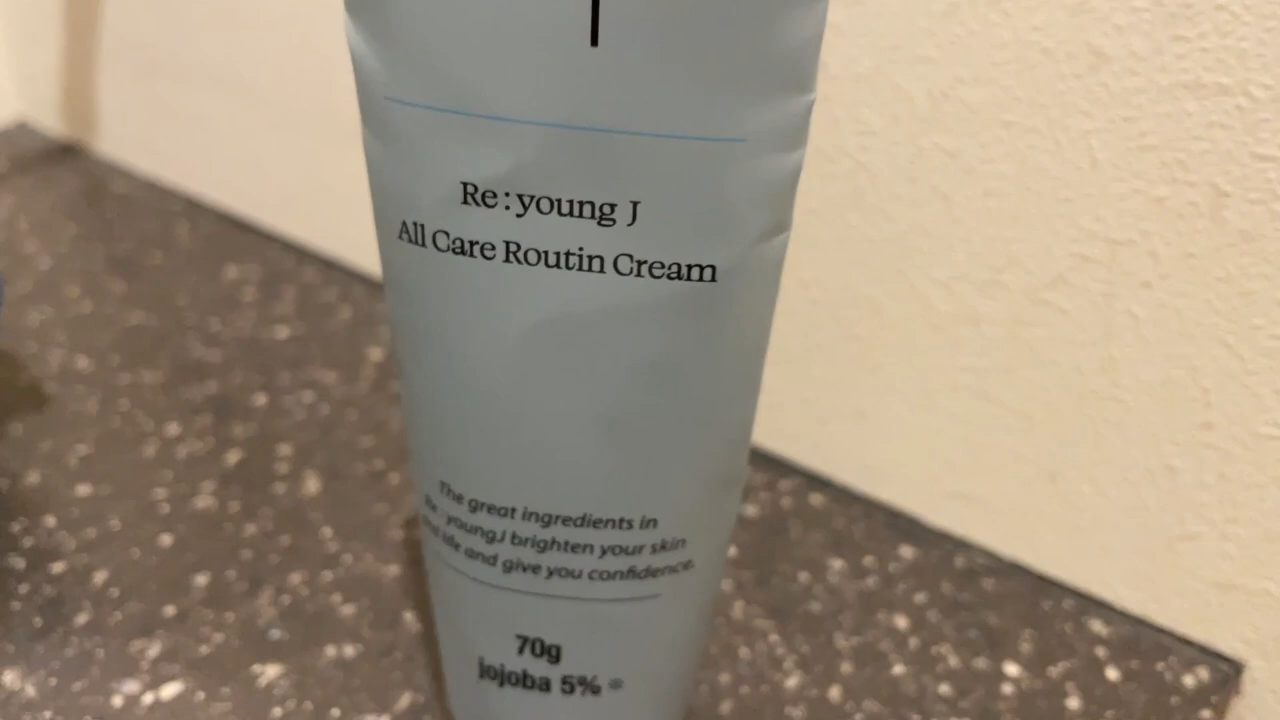 Re:young J
All Care Routin Cream
The great ingredients in
Re:youngJ brighten your skin
and life and give you confidence.
70g
jojoba 5% *